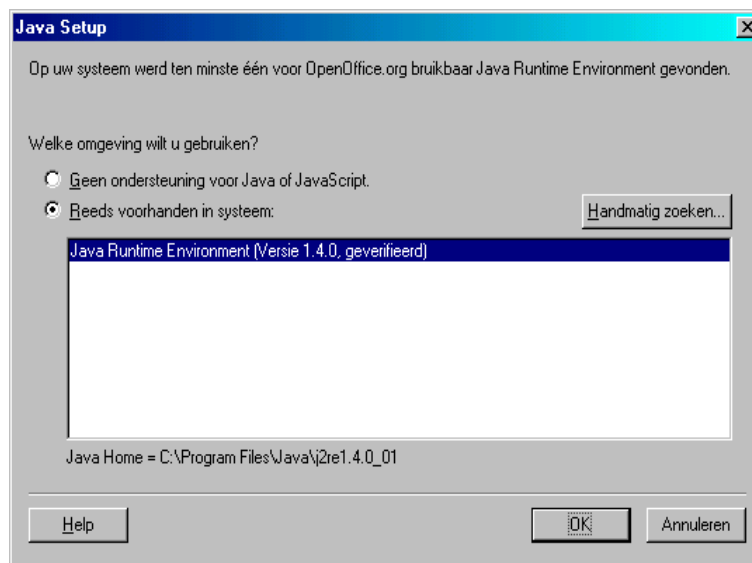 Java Setup
Op uw systeem werd ten minste één voor OpenOffice.org bruikbaar Java Runtime Environment gevonden.
Welke omgeving wilt u gebruiken?
Geen ondersteuning voor Java of JavaScript.
Reeds voorhanden in systeem:
Handmatig zoeken...
Java Runtime Environment (Versie 1.4.0, geverifieerd)
Java Home = C:\Program Files\Java\j2re1.4.0_01
Help
OK
Annuleren